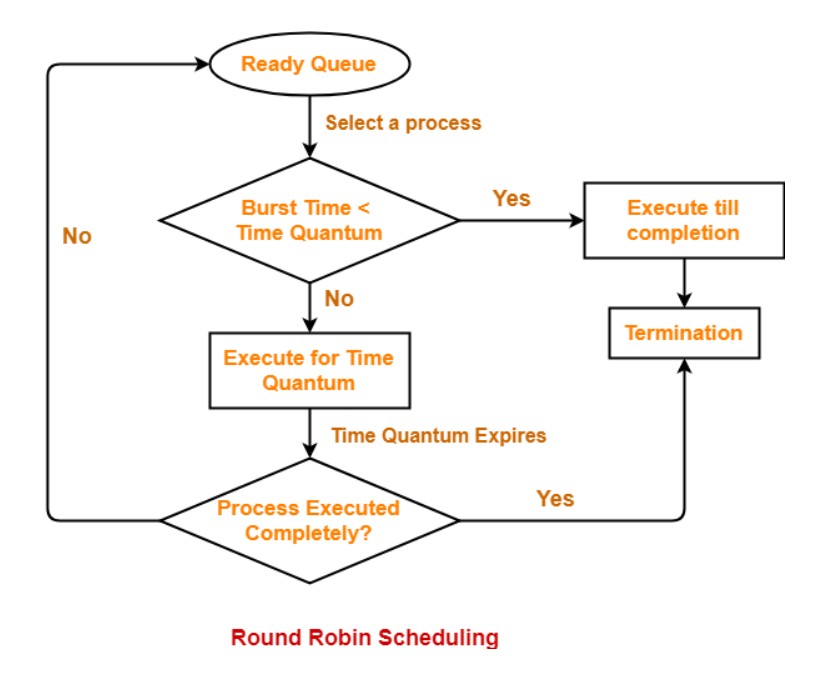 Ready Queue
Select a process
Burst Time <
Time Quantum
Yes
Execute till
completion
No
No
Termination
Execute for Time
Quantum
Time Quantum Expires
Process Executed
Completely?
Yes
Round Robin Scheduling